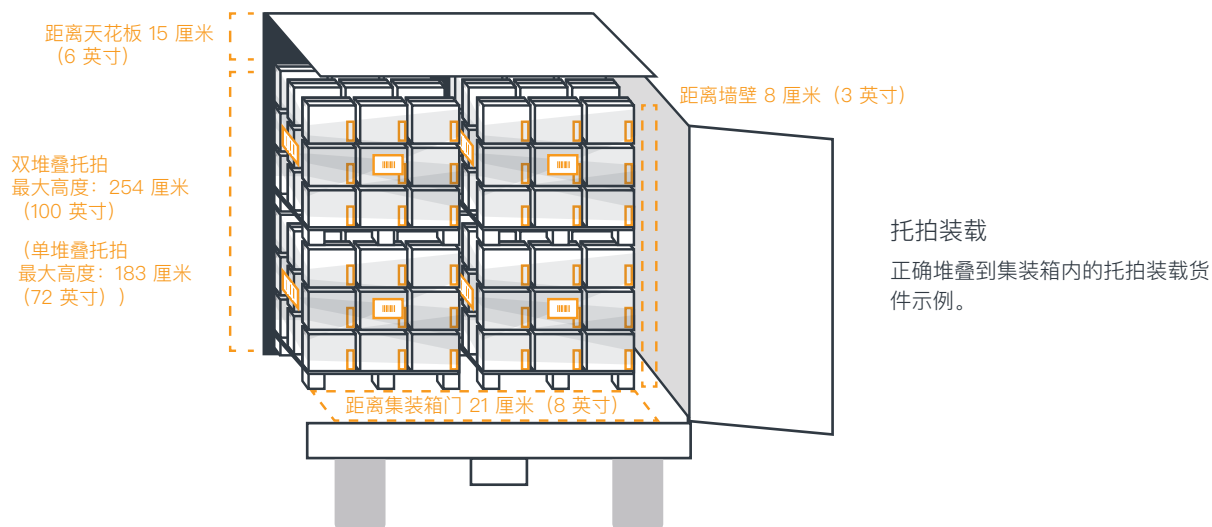 距离天花板 15 厘米
（6 英寸）
距离墙壁 8 厘米（3 英寸）
双堆叠托拍
最大高度：254 厘米
（100 英寸）
（单堆叠托拍
最大高度：183 厘米
（72 英寸））
距离集装箱门 21 厘米（8 英寸）
托拍装载
正确堆叠到集装箱内的托拍装载货
件示例。